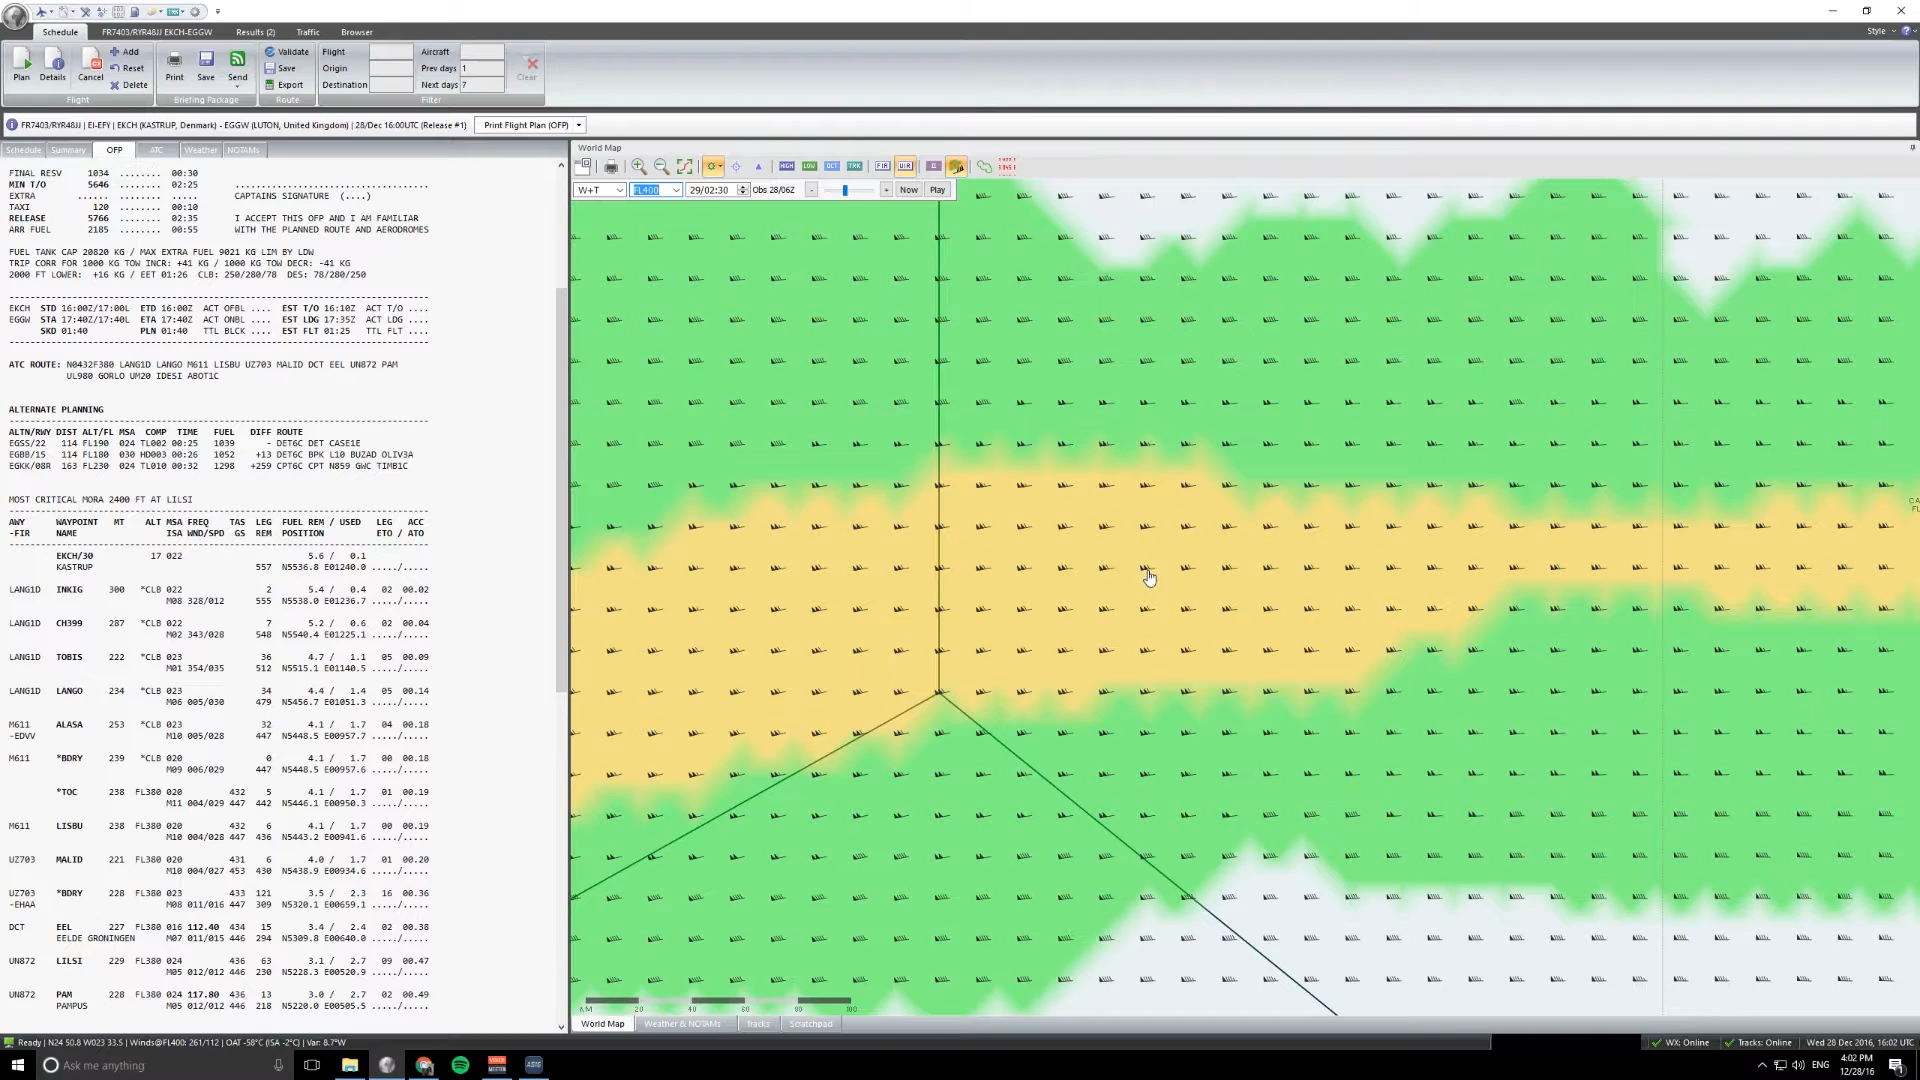 Schedule FR7403/RYR48JJ EKCH-EGGW Results (2) Traffic Browser Style
Plan Details Cancel Add Reset Delete Print Save Send Validate Save Export Flight Origin Destination Aircraft Prev days 1 Next days 7 Clear
Flight Briefing Package Route Filter
FR7403/RYR48JJ | EI-EFY | EKCH (KASTRUP, Denmark) - EGGW (LUTON, United Kingdom) | 28/Dec 16:00UTC (Release #1) Print Flight Plan (OFP)
Schedule Summary OFP ATC Weather NOTAMs
FINAL RESV 1034 ........ 00:30
MIN T/O 5646 ........ 02:25 ..................................
EXTRA ...... ........ ..... CAPTAINS SIGNATURE (....)
TAXI 120 ........ 00:10
RELEASE 5766 ........ 02:35 I ACCEPT THIS OFP AND I AM FAMILIAR
ARR FUEL 2185 ........ 00:55 WITH THE PLANNED ROUTE AND AERODROMES
FUEL TANK CAP 20820 KG / MAX EXTRA FUEL 9021 KG LIM BY LDW
TRIP CORR FOR 1000 KG TOW INCR: +41 KG / 1000 KG TOW DECR: -41 KG
2000 FT LOWER: +16 KG / EET 01:26 CLB: 250/280/78 DES: 78/280/250
EKCH STD 16:00Z/17:00L ETD 16:00Z ACT OFBL .... EST T/O 16:10Z ACT T/O ....
EGGW STA 17:40Z/17:40L ETA 17:40Z ACT ONBL .... EST LDG 17:35Z ACT LDG ....
SKD 01:40 PLN 01:40 TTL BLCK .... EST FLT 01:25 TTL FLT ....
ATC ROUTE: N0432F380 LANG1D LANGO M611 LISBU UZ703 MALID DCT EEL UN872 PAM
UL980 GORLO UM20 IDESI ABOT1C
ALTERNATE PLANNING
ALTN/RWY DIST ALT/FL MSA COMP TIME FUEL DIFF ROUTE
EGSS/22 114 FL190 024 TL002 00:25 1039 - DET6C DET CASE1E
EGBB/15 114 FL180 030 HD003 00:26 1052 +13 DET6C BPK L10 BUZAD OLIV3A
EGKK/08R 163 FL230 024 TL010 00:32 1298 +259 CPT6C CPT N859 GWC TIMB1C
MOST CRITICAL MORA 2400 FT AT LILSI
AWY WAYPOINT MT ALT MSA FREQ TAS LEG FUEL REM / USED LEG ACC
-FIR NAME ISA WND/SPD GS REM POSITION ETO / ATO
EKCH/30 17 022 5.6 / 0.1
KASTRUP 557 N5536.8 E01240.0 ...../.....
LANG1D INKIG 300 *CLB 022 2 5.4 / 0.4 02 00.02
M08 328/012 555 N5538.0 E01236.7 ...../.....
LANG1D CH399 287 *CLB 022 7 5.2 / 0.6 02 00.04
M02 343/028 548 N5540.4 E01225.1 ...../.....
LANG1D TOBIS 222 *CLB 023 36 4.7 / 1.1 05 00.09
M01 354/035 512 N5515.1 E01140.5 ...../.....
LANG1D LANGO 234 *CLB 023 34 4.4 / 1.4 05 00.14
M06 005/030 479 N5456.7 E01051.3 ...../.....
M611 ALASA 253 *CLB 023 32 4.1 / 1.7 04 00.18
-EDVV M10 005/028 447 N5448.5 E00957.7 ...../.....
M611 *BDRY 239 *CLB 020 0 4.1 / 1.7 00 00.18
M09 006/029 447 N5448.5 E00957.6 ...../.....
*TOC 238 FL380 020 432 5 4.1 / 1.7 01 00.19
M11 004/029 447 442 N5446.1 E00950.3 ...../.....
M611 LISBU 238 FL380 020 432 6 4.1 / 1.7 00 00.19
M10 004/028 447 436 N5443.2 E00941.6 ...../.....
UZ703 MALID 221 FL380 020 431 6 4.0 / 1.7 01 00.20
M10 004/027 453 430 N5438.9 E00934.6 ...../.....
UZ703 *BDRY 228 FL380 023 433 121 3.5 / 2.3 16 00.36
-EHAA M08 011/016 447 309 N5320.1 E00659.1 ...../.....
DCT EEL 227 FL380 016 112.40 434 15 3.4 / 2.4 02 00.38
EELDE GRONINGEN M07 011/015 446 294 N5309.8 E00640.0 ...../.....
UN872 LILSI 229 FL380 024 436 63 3.1 / 2.7 09 00.47
M05 012/012 446 230 N5228.3 E00520.9 ...../.....
UN872 PAM 228 FL380 024 117.80 436 13 3.0 / 2.7 02 00.49
PAMPUS M05 012/012 446 218 N5220.0 E00505.5 ...../.....
World Map
HIGH LOW DCT TRK FIR UIR
W+T FL400 29/02:30 Obs 28/06Z - + Now Play
CA
FL
NM 20 40 60 80 100
World Map Weather & NOTAMs Tracks Scratchpad
Ready | N24 50.8 W023 33.5 | Winds@FL400: 261/112 | OAT -58°C (ISA -2°C) | Var: 8.7°W WX: Online Tracks: Online Wed 28 Dec 2016, 16:02 UTC
Ask me anything ENG 4:02 PM
12/28/16